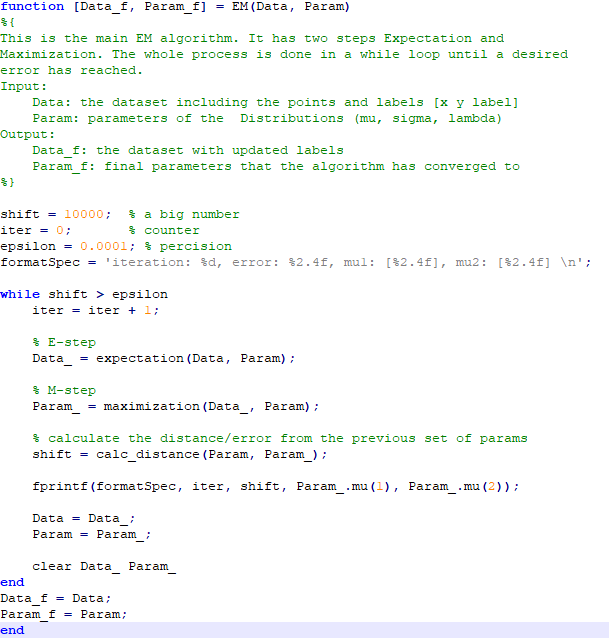 function [Data_f, Param_f] = EM(Data, Param)
%{
This is the main EM algorithm. It has two steps Expectation and
Maximization. The whole process is done in a while loop until a desired
error has reached.
Input:
    Data: the dataset including the points and labels [x y label]
    Param: parameters of the  Distributions (mu, sigma, lambda)
Output:
    Data_f: the dataset with updated labels
    Param_f: final parameters that the algorithm has converged to
%}

shift = 10000;  % a big number
iter = 0;       % counter
epsilon = 0.0001; % percision
formatSpec = 'iteration: %d, error: %2.4f, mu1: [%2.4f], mu2: [%2.4f] \n';

while shift > epsilon
    iter = iter + 1;

    % E-step
    Data_ = expectation(Data, Param);

    % M-step
    Param_ = maximization(Data_, Param);

    % calculate the distance/error from the previous set of params
    shift = calc_distance(Param, Param_);

    fprintf(formatSpec, iter, shift, Param_.mu(1), Param_.mu(2));

    Data = Data_;
    Param = Param_;

    clear Data_ Param_
end
Data_f = Data;
Param_f = Param;
end